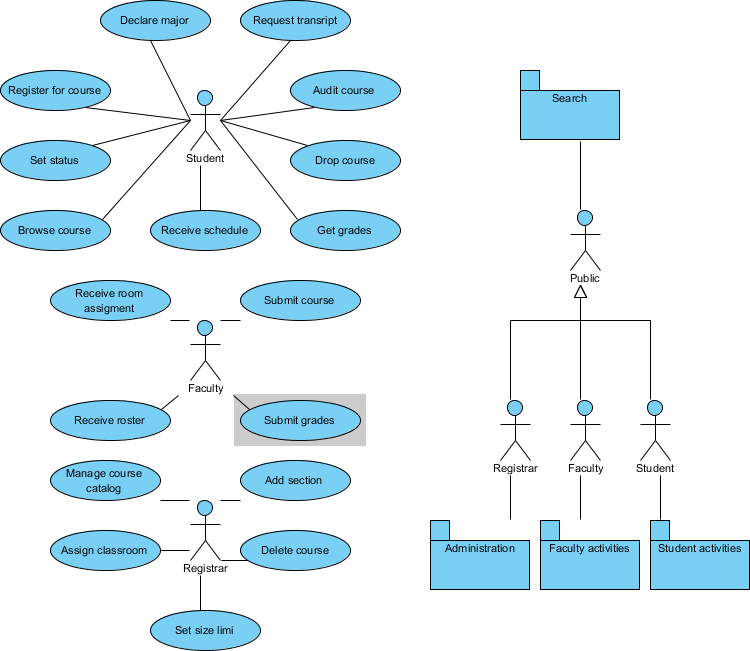 Declare major
Request transript
Register for course
Audit course
Search
Set status
Student
Drop course
Browse course
Receive schedule
Get grades
Public
Receive room
assigment
Submit course
Faculty
Receive roster
Submit grades
Registrar
Faculty
Student
Manage course
catalog
Add section
Assign classroom
Delete course
Registrar
Set size limi
Administration
Faculty activities
Student activities